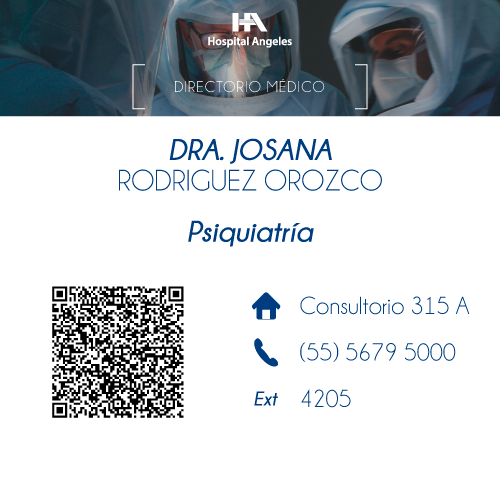 HA
Hospital Angeles
DIRECTORIO MÉDICO
DRA. JOSANA
RODRIGUEZ OROZCO
Psiquiatría
Consultorio 315 A
(55) 5679 5000
Ext 4205